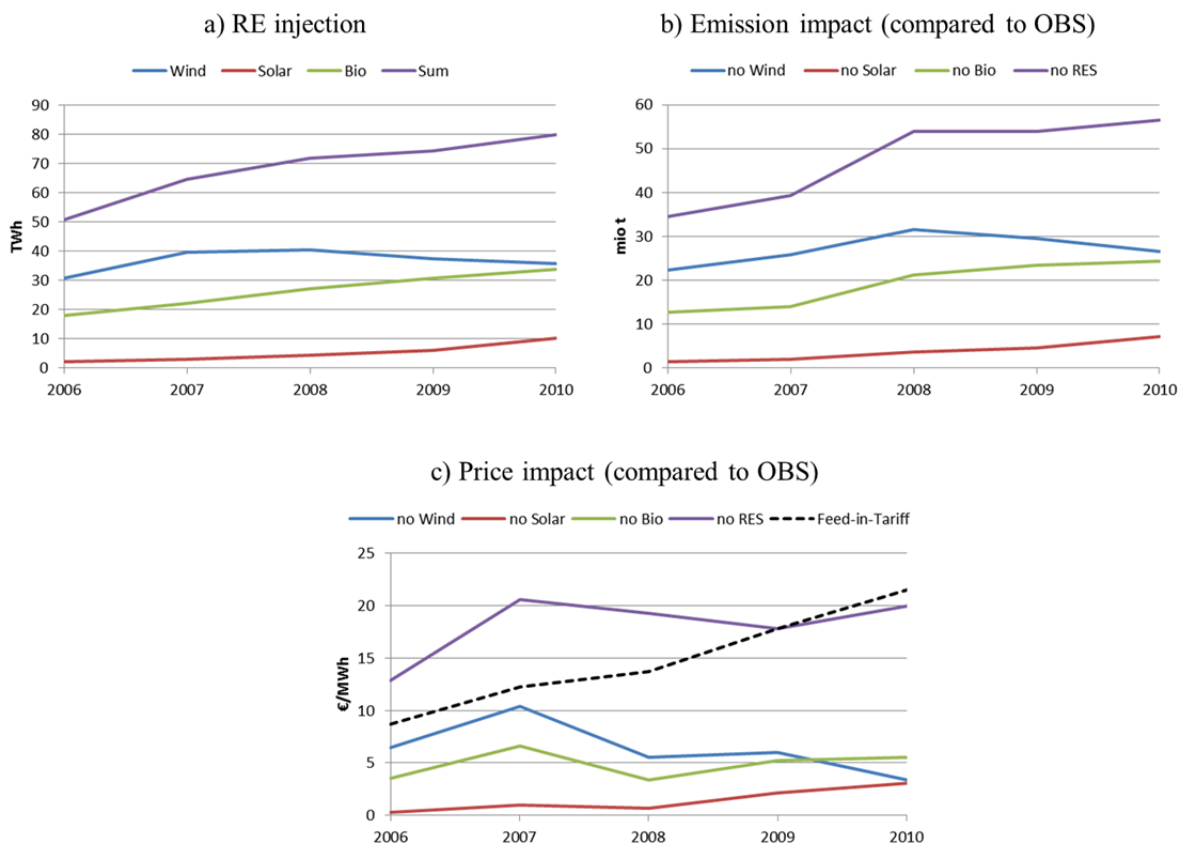 a) RE injection
Wind Solar Bio Sum
90
80
70
60
50
40
30
20
10
0
TWh
2006 2007 2008 2009 2010
b) Emission impact (compared to OBS)
no Wind no Solar no Bio no RES
60
50
40
30
20
10
0
mio t
2006 2007 2008 2009 2010
c) Price impact (compared to OBS)
no Wind no Solar no Bio no RES Feed-in-Tariff
25
20
15
10
5
0
€/MWh
2006 2007 2008 2009 2010